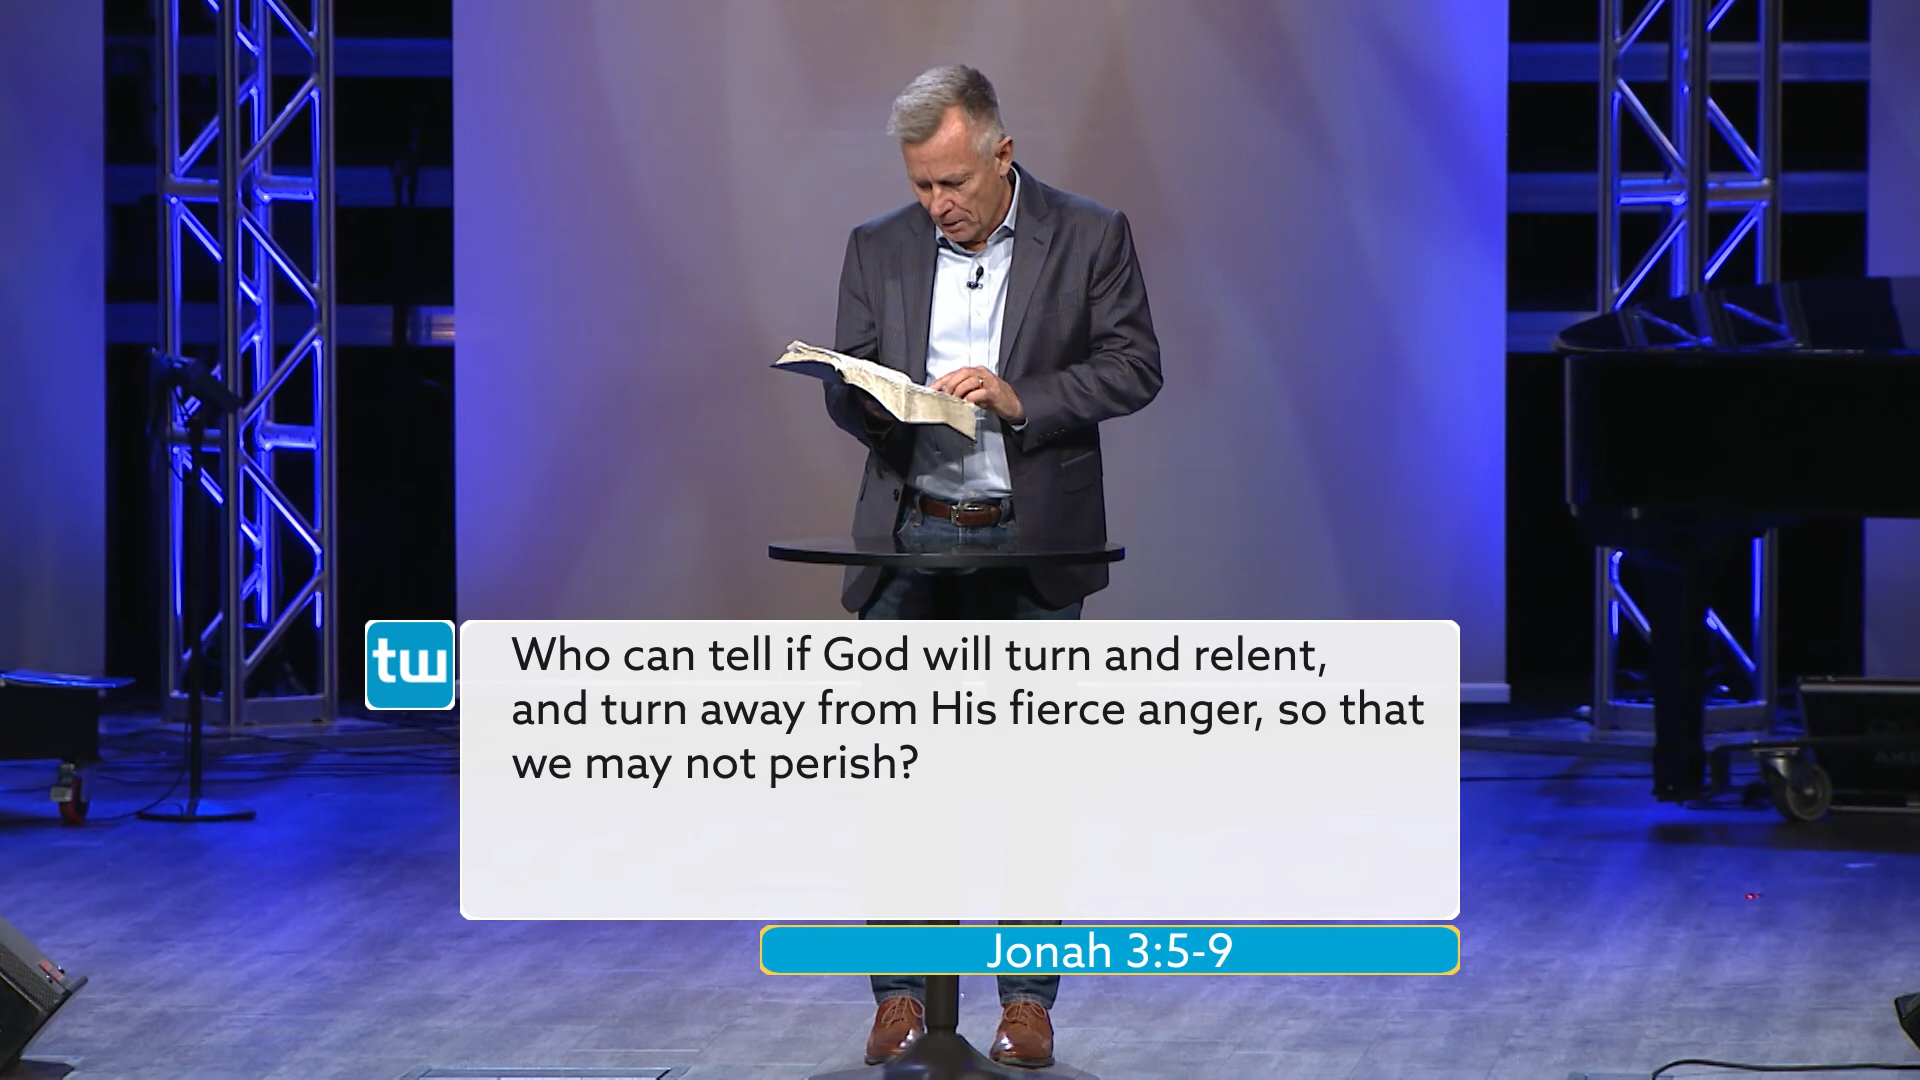 tw
Who can tell if God will turn and relent,
and turn away from His fierce anger, so that
we may not perish?
Jonah 3:5-9